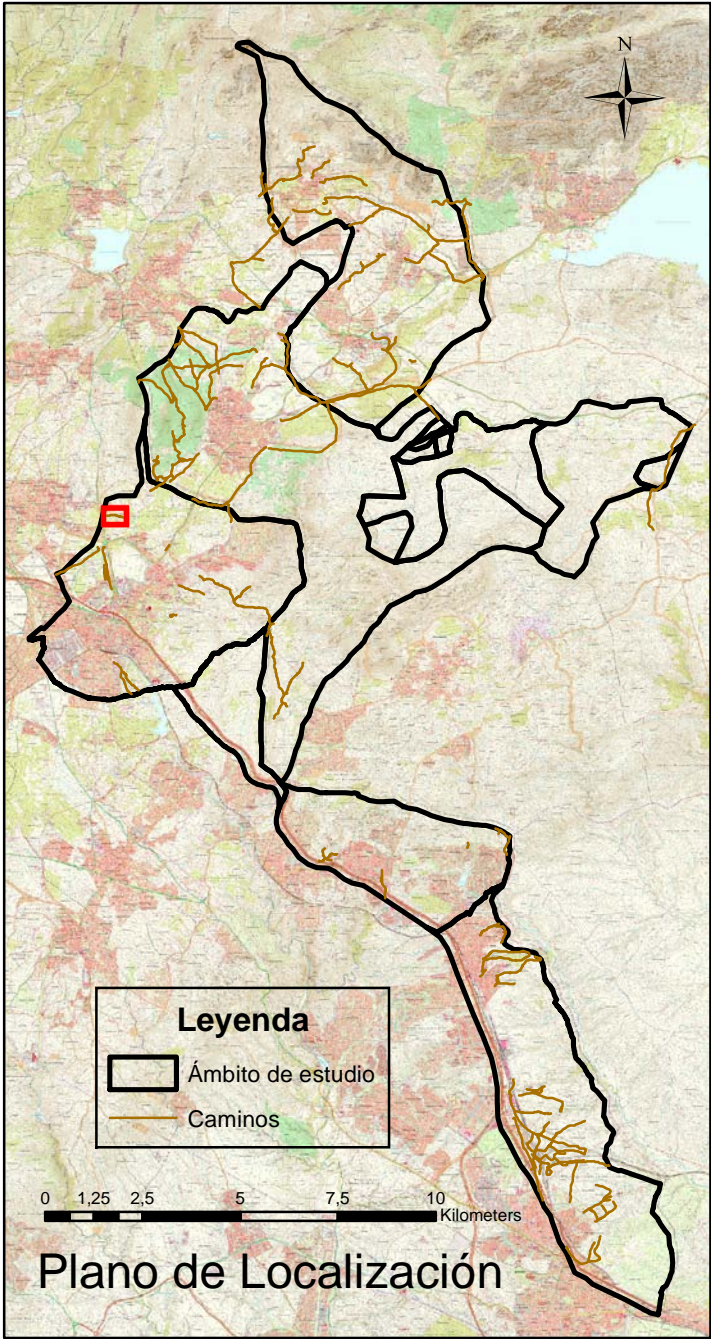 N
Leyenda
Ámbito de estudio
Caminos
0 1,25 2,5 5 7,5 10
Kilometers
Plano de Localización